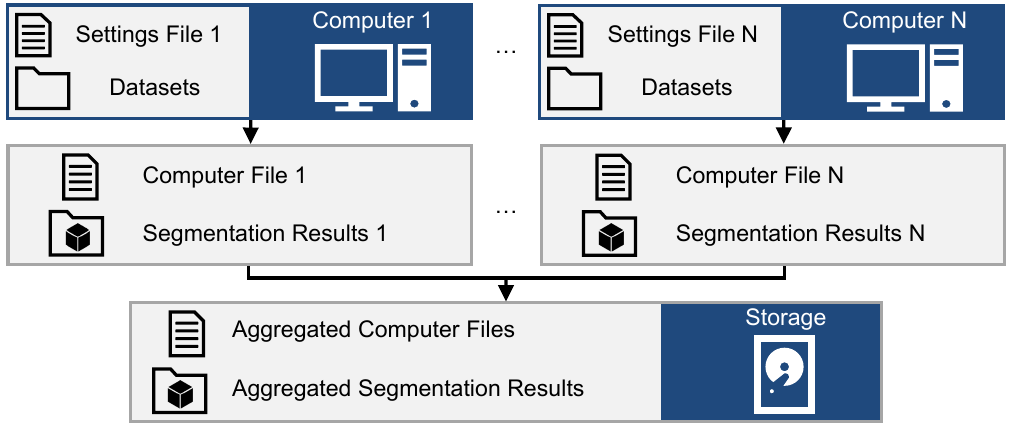 Settings File 1
Computer 1
Datasets
...
Settings File N
Computer N
Datasets
Computer File 1
Segmentation Results 1
...
Computer File N
Segmentation Results N
Aggregated Computer Files
Storage
Aggregated Segmentation Results